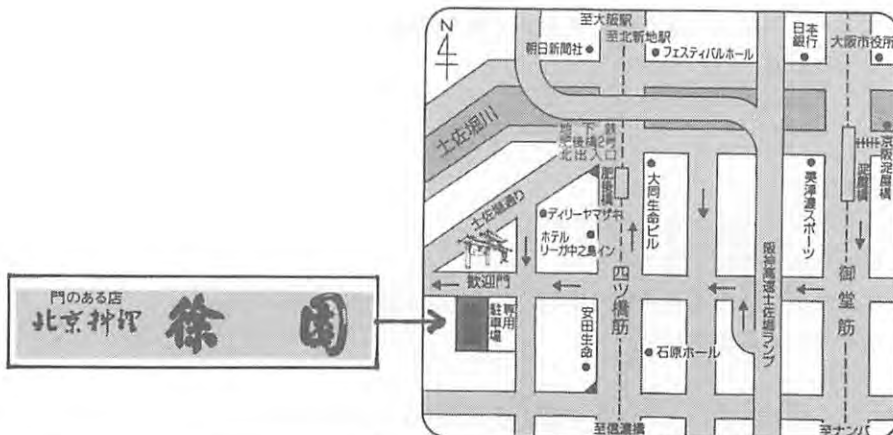 門のある店
北京料理 徐園
N
至大阪駅
至北新地駅
朝日新聞社
フェスティバルホール
日本銀行
大阪市役所
土佐堀川
地下鉄
肥後橋2号
北出入口
肥後橋
京阪淀屋橋
淀屋橋
大同生命ビル
美津濃スポーツ
土佐堀通り
ディリーヤマザキ
ホテル
リーガ中之島イン
歓迎門
四ツ橋筋
阪神高速土佐堀ランプ
御堂筋
専用
駐車場
安田生命
石原ホール
至信濃橋
至ナンバ